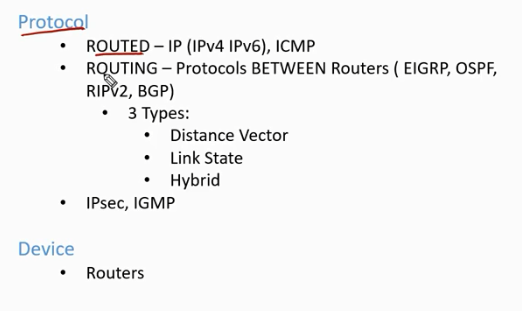 Protocol
• ROUTED – IP (IPv4 IPv6), ICMP
• ROUTING – Protocols BETWEEN Routers ( EIGRP, OSPF,
RIPv2, BGP)
• 3 Types:
• Distance Vector
• Link State
• Hybrid
• IPsec, IGMP
Device
• Routers